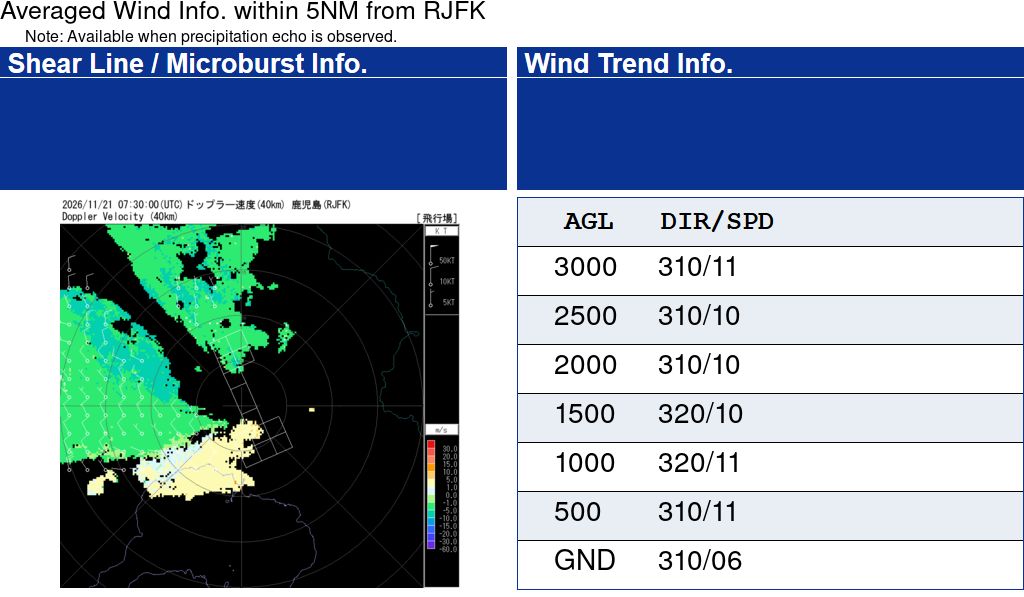 Averaged Wind Info. within 5NM from RJFK
Note: Available when precipitation echo is observed.
Shear Line / Microburst Info.
Wind Trend Info.
2026/11/21 07:30:00(UTC) ドップラー速度(40km) 鹿児島(RJFK)
Doppler Velocity (40km)
[飛行場]
K T
50KT
10KT
5KT
m/s
30.0
20.0
15.0
10.0
5.0
1.0
0.0
-1.0
-5.0
-10.0
-15.0
-20.0
-30.0
-60.0
AGL DIR/SPD
3000 310/11
2500 310/10
2000 310/10
1500 320/10
1000 320/11
500 310/11
GND 310/06